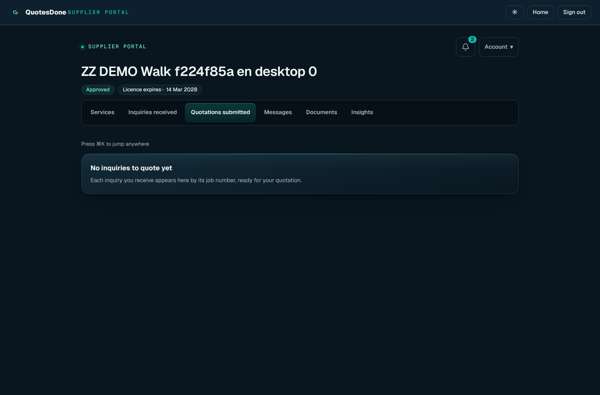 QuotesDone SUPPLIER PORTAL
Home
Sign out
SUPPLIER PORTAL
2
Account ▾
ZZ DEMO Walk f224f85a en desktop 0
Approved
Licence expires · 14 Mar 2028
Services
Inquiries received
Quotations submitted
Messages
Documents
Insights
Press ⌘K to jump anywhere
No inquiries to quote yet
Each inquiry you receive appears here by its job number, ready for your quotation.